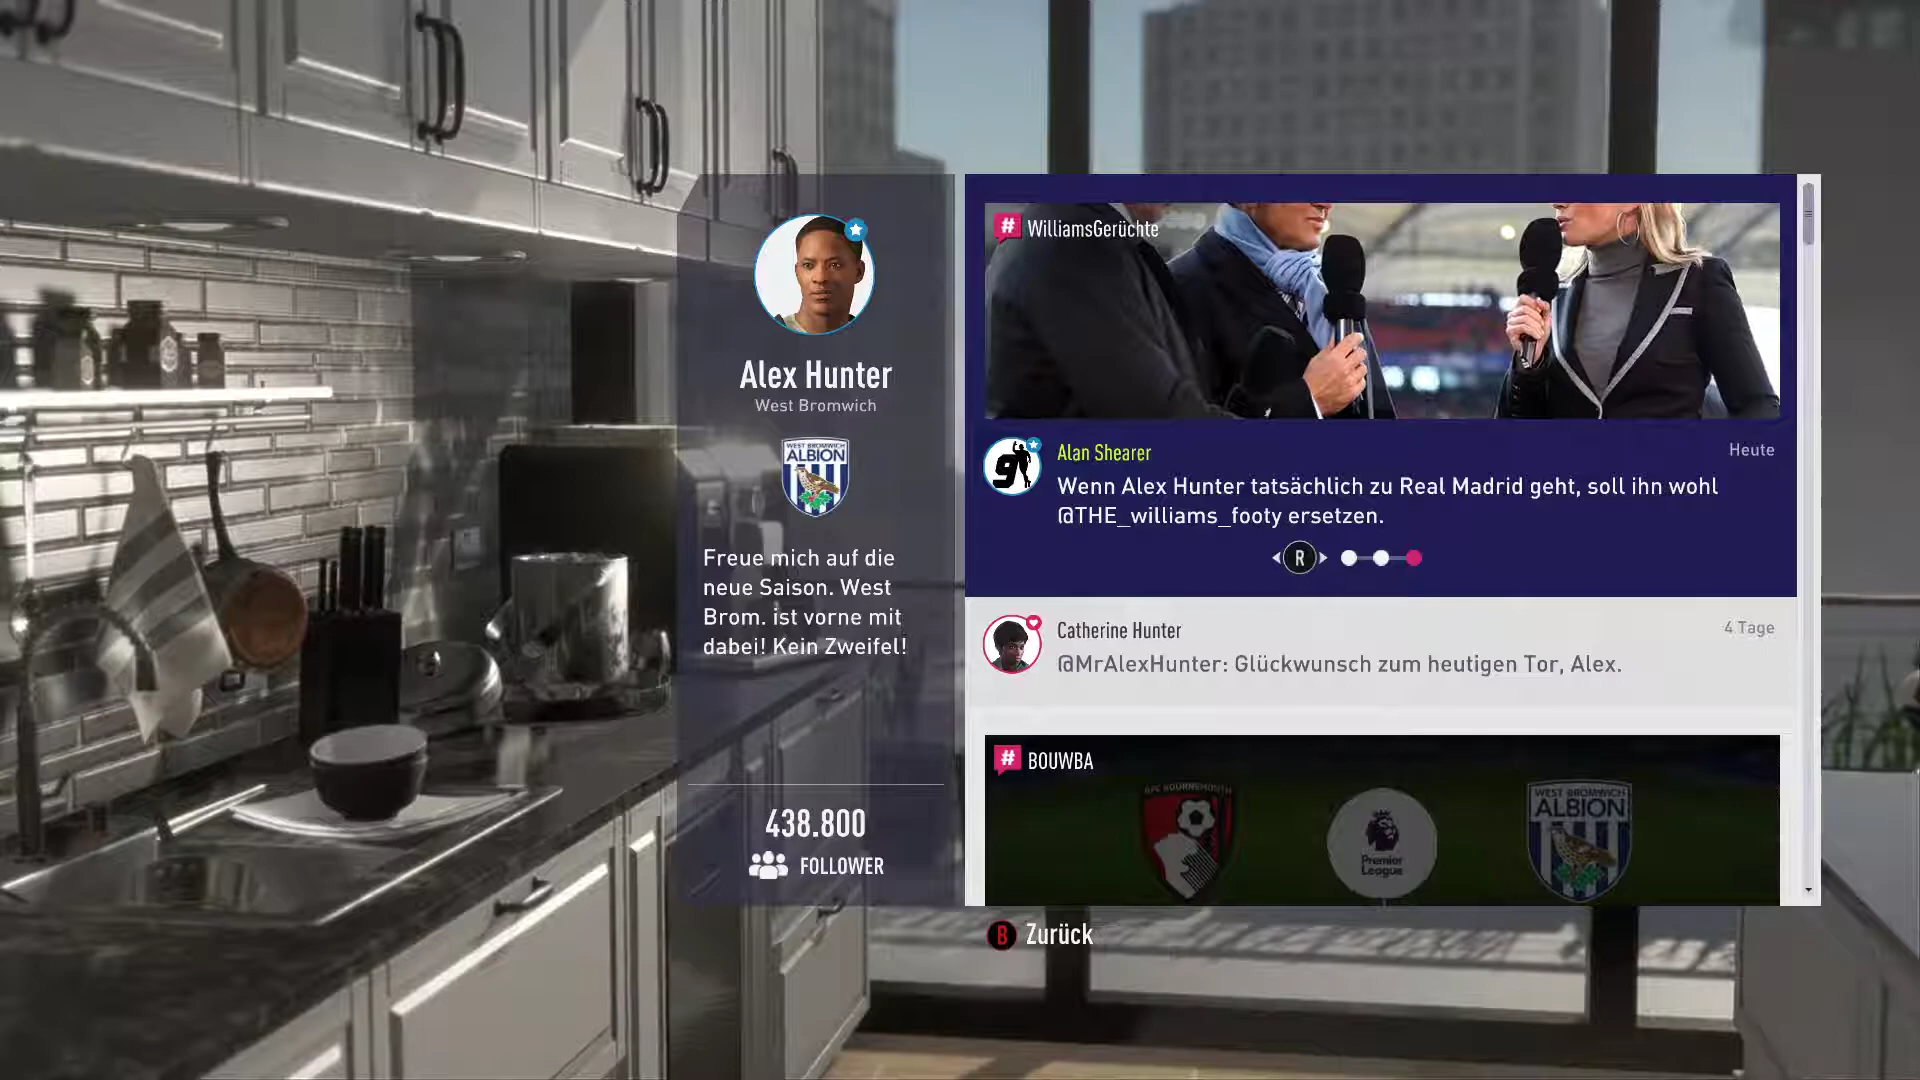 Alex Hunter
West Bromwich
WEST BROMWICH
ALBION
Freue mich auf die
neue Saison. West
Brom. ist vorne mit
dabei! Kein Zweifel!
438.800
FOLLOWER
# WilliamsGerüchte
9
Alan Shearer
Heute
Wenn Alex Hunter tatsächlich zu Real Madrid geht, soll ihn wohl
@THE_williams_footy ersetzen.
R
Catherine Hunter
4 Tage
@MrAlexHunter: Glückwunsch zum heutigen Tor, Alex.
# BOUWBA
AFC BOURNEMOUTH
Premier
League
WEST BROMWICH
ALBION
B Zurück